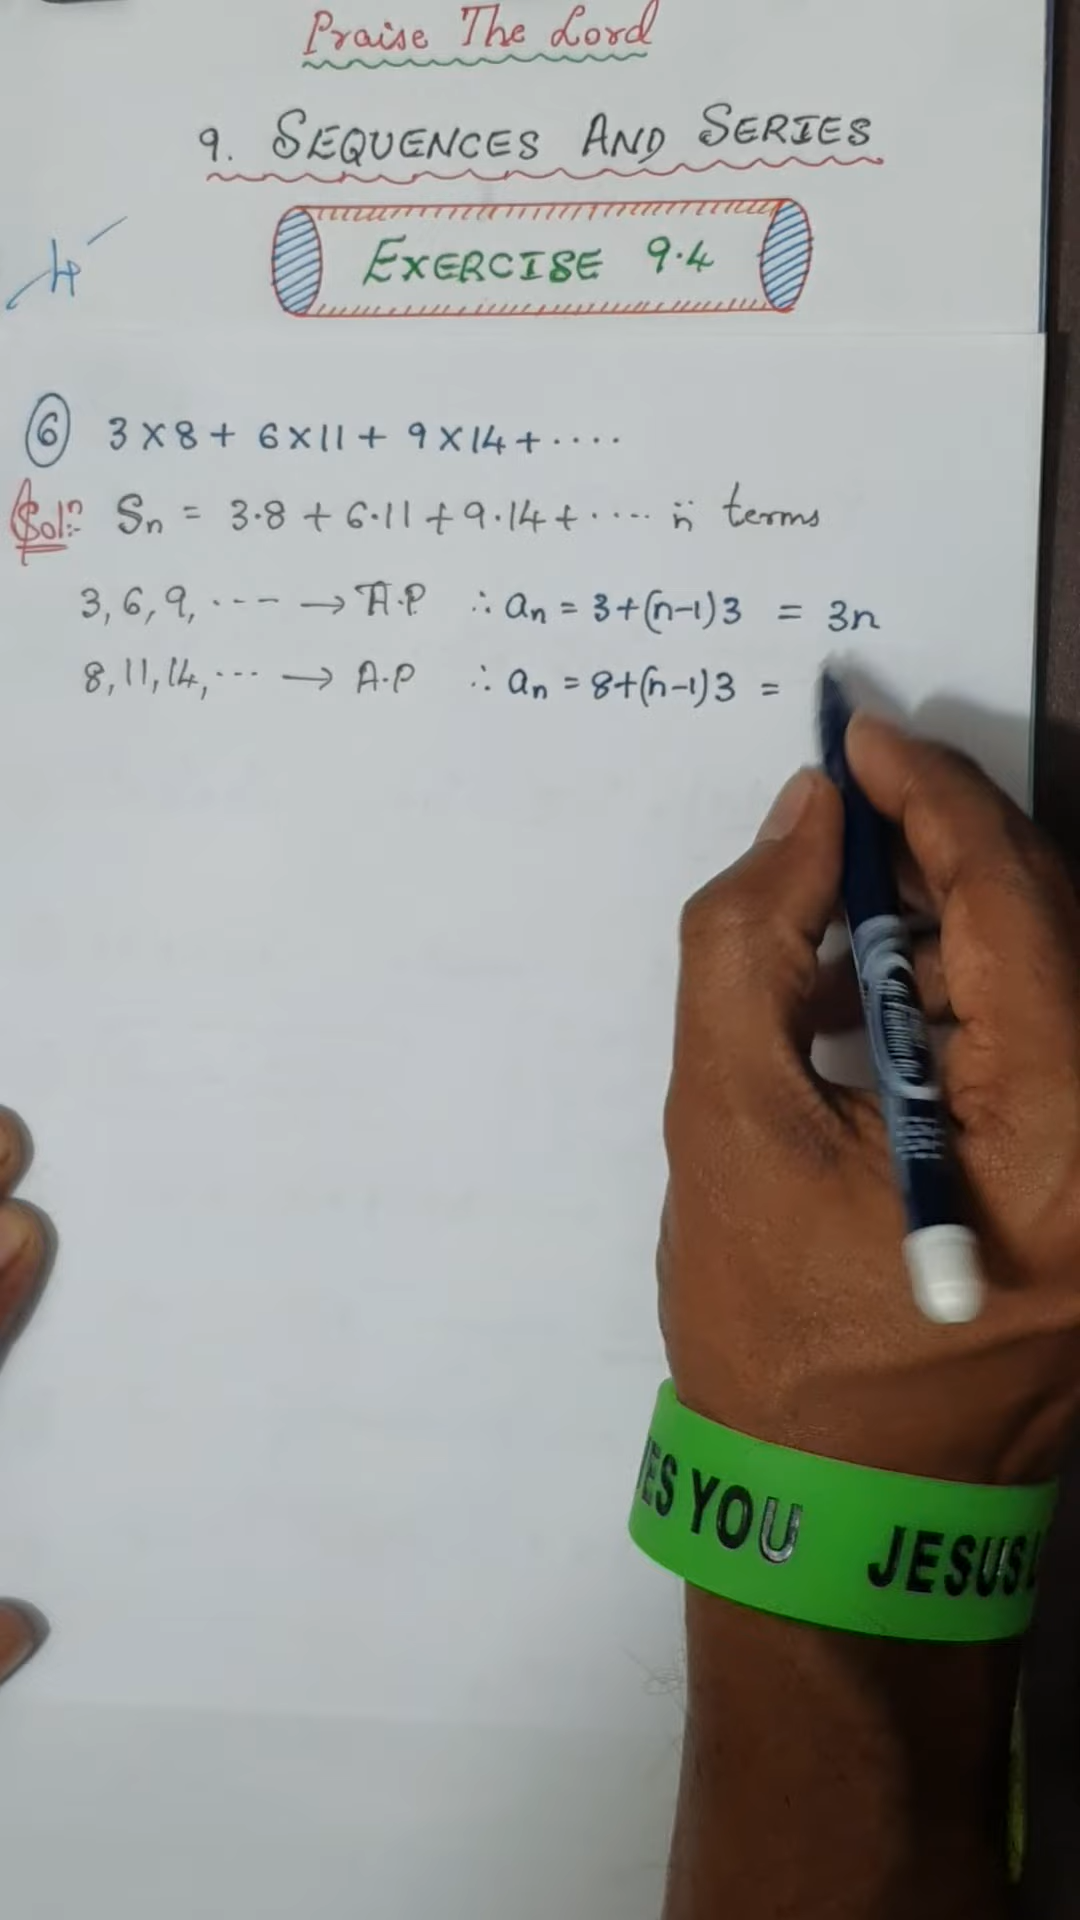 Praise The Lord
9. SEQUENCES AND SERIES
EXERCISE 9.4
⑥ 3 × 8 + 6 × 11 + 9 × 14 + ....
Solⁿ:- Sₙ = 3·8 + 6·11 + 9·14 + .... n terms
3, 6, 9, ---- → A.P ∴ aₙ = 3+(n-1)3 = 3n
8, 11, 14, ... → A.P ∴ aₙ = 8+(n-1)3 =
YOU JESUS